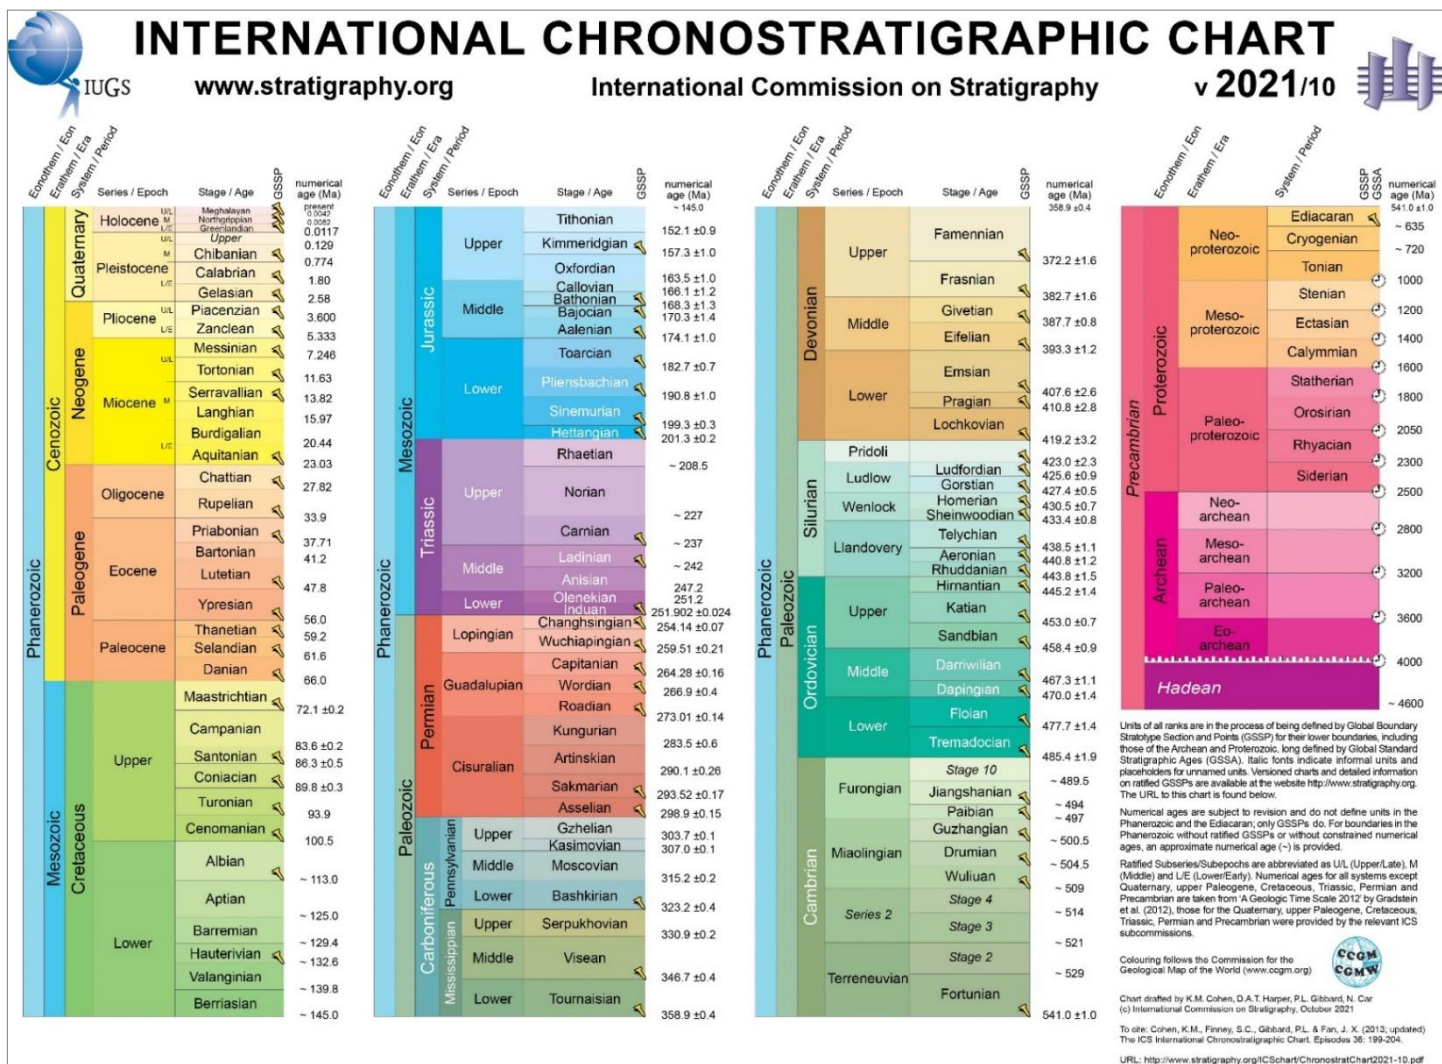 INTERNATIONAL CHRONOSTRATIGRAPHIC CHART
IUGS
www.stratigraphy.org
International Commission on Stratigraphy
v 2021/10
Eonothem / Eon
Erathem / Era
System / Period
Series / Epoch
Stage / Age
GSSP
numerical
age (Ma)
Phanerozoic
Cenozoic
Mesozoic
Quaternary
Neogene
Paleogene
Cretaceous
Holocene
U/L
M
L/E
Pleistocene
U/L
M
L/E
Pliocene
U/L
L/E
Miocene
U/L
M
L/E
Oligocene
Eocene
Paleocene
Upper
Lower
Meghalayan
Northgrippian
Greenlandian
Upper
Chibanian
Calabrian
Gelasian
Piacenzian
Zanclean
Messinian
Tortonian
Serravallian
Langhian
Burdigalian
Aquitanian
Chattian
Rupelian
Priabonian
Bartonian
Lutetian
Ypresian
Thanetian
Selandian
Danian
Maastrichtian
Campanian
Santonian
Coniacian
Turonian
Cenomanian
Albian
Aptian
Barremian
Hauterivian
Valanginian
Berriasian
present
0.0042
0.0082
0.0117
0.129
0.774
1.80
2.58
3.600
5.333
7.246
11.63
13.82
15.97
20.44
23.03
27.82
33.9
37.71
41.2
47.8
56.0
59.2
61.6
66.0
72.1 ±0.2
83.6 ±0.2
86.3 ±0.5
89.8 ±0.3
93.9
100.5
~ 113.0
~ 125.0
~ 129.4
~ 132.6
~ 139.8
~ 145.0
Eonothem / Eon
Erathem / Era
System / Period
Series / Epoch
Stage / Age
GSSP
numerical
age (Ma)
Phanerozoic
Mesozoic
Paleozoic
Jurassic
Triassic
Permian
Carboniferous
Pennsylvanian
Mississippian
Upper
Middle
Lower
Upper
Middle
Lower
Lopingian
Guadalupian
Cisuralian
Upper
Middle
Lower
Upper
Middle
Lower
Tithonian
Kimmeridgian
Oxfordian
Callovian
Bathonian
Bajocian
Aalenian
Toarcian
Pliensbachian
Sinemurian
Hettangian
Rhaetian
Norian
Carnian
Ladinian
Anisian
Olenekian
Induan
Changhsingian
Wuchiapingian
Capitanian
Wordian
Roadian
Kungurian
Artinskian
Sakmarian
Asselian
Gzhelian
Kasimovian
Moscovian
Bashkirian
Serpukhovian
Visean
Tournaisian
~ 145.0
152.1 ±0.9
157.3 ±1.0
163.5 ±1.0
166.1 ±1.2
168.3 ±1.3
170.3 ±1.4
174.1 ±1.0
182.7 ±0.7
190.8 ±1.0
199.3 ±0.3
201.3 ±0.2
~ 208.5
~ 227
~ 237
~ 242
247.2
251.2
251.902 ±0.024
254.14 ±0.07
259.51 ±0.21
264.28 ±0.16
266.9 ±0.4
273.01 ±0.14
283.5 ±0.6
290.1 ±0.26
293.52 ±0.17
298.9 ±0.15
303.7 ±0.1
307.0 ±0.1
315.2 ±0.2
323.2 ±0.4
330.9 ±0.2
346.7 ±0.4
358.9 ±0.4
Eonothem / Eon
Erathem / Era
System / Period
Series / Epoch
Stage / Age
GSSP
numerical
age (Ma)
Phanerozoic
Paleozoic
Devonian
Silurian
Ordovician
Cambrian
Upper
Middle
Lower
Pridoli
Ludlow
Wenlock
Llandovery
Upper
Middle
Lower
Furongian
Miaolingian
Series 2
Terreneuvian
Famennian
Frasnian
Givetian
Eifelian
Emsian
Pragian
Lochkovian
Ludfordian
Gorstian
Homerian
Sheinwoodian
Telychian
Aeronian
Rhuddanian
Hirnantian
Katian
Sandbian
Darriwilian
Dapingian
Floian
Tremadocian
Stage 10
Jiangshanian
Paibian
Guzhangian
Drumian
Wuliuan
Stage 4
Stage 3
Stage 2
Fortunian
358.9 ±0.4
372.2 ±1.6
382.7 ±1.6
387.7 ±0.8
393.3 ±1.2
407.6 ±2.6
410.8 ±2.8
419.2 ±3.2
423.0 ±2.3
425.6 ±0.9
427.4 ±0.5
430.5 ±0.7
433.4 ±0.8
438.5 ±1.1
440.8 ±1.2
443.8 ±1.5
445.2 ±1.4
453.0 ±0.7
458.4 ±0.9
467.3 ±1.1
470.0 ±1.4
477.7 ±1.4
485.4 ±1.9
~ 489.5
~ 494
~ 497
~ 500.5
~ 504.5
~ 509
~ 514
~ 521
~ 529
541.0 ±1.0
Eonothem / Eon
Erathem / Era
System / Period
GSSP
GSSA
numerical
age (Ma)
Precambrian
Proterozoic
Archean
Hadean
Neo-
proterozoic
Meso-
proterozoic
Paleo-
proterozoic
Neo-
archean
Meso-
archean
Paleo-
archean
Eo-
archean
Ediacaran
Cryogenian
Tonian
Stenian
Ectasian
Calymmian
Statherian
Orosirian
Rhyacian
Siderian
541.0 ±1.0
~ 635
~ 720
1000
1200
1400
1600
1800
2050
2300
2500
2800
3200
3600
4000
~ 4600
Units of all ranks are in the process of being defined by Global Boundary
Stratotype Section and Points (GSSP) for their lower boundaries, including
those of the Archean and Proterozoic, long defined by Global Standard
Stratigraphic Ages (GSSA). Italic fonts indicate informal units and
placeholders for unnamed units. Versioned charts and detailed information
on ratified GSSPs are available at the website http://www.stratigraphy.org.
The URL to this chart is found below.
Numerical ages are subject to revision and do not define units in the
Phanerozoic and the Ediacaran; only GSSPs do. For boundaries in the
Phanerozoic without ratified GSSPs or without constrained numerical
ages, an approximate numerical age (~) is provided.
Ratified Subseries/Subepochs are abbreviated as U/L (Upper/Late), M
(Middle) and L/E (Lower/Early). Numerical ages for all systems except
Quaternary, upper Paleogene, Cretaceous, Triassic, Permian and
Precambrian are taken from 'A Geologic Time Scale 2012' by Gradstein
et al. (2012), those for the Quaternary, upper Paleogene, Cretaceous,
Triassic, Permian and Precambrian were provided by the relevant ICS
subcommissions.
Colouring follows the Commission for the
Geological Map of the World (www.ccgm.org)
CCGM
CGMW
Chart drafted by K.M. Cohen, D.A.T. Harper, P.L. Gibbard, N. Car
(c) International Commission on Stratigraphy, October 2021
To cite: Cohen, K.M., Finney, S.C., Gibbard, P.L. & Fan, J. X. (2013; updated)
The ICS International Chronostratigraphic Chart. Episodes 36: 199-204.
URL: http://www.stratigraphy.org/ICSchart/ChronostratChart2021-10.pdf